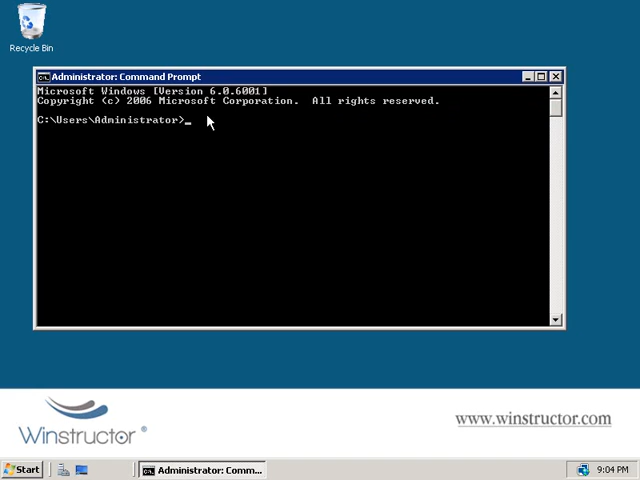 Recycle Bin
Administrator: Command Prompt
Microsoft Windows [Version 6.0.6001]
Copyright (c) 2006 Microsoft Corporation.  All rights reserved.
C:\Users\Administrator>_
Winstructor®
www.winstructor.com
Start
Administrator: Comm...
9:04 PM